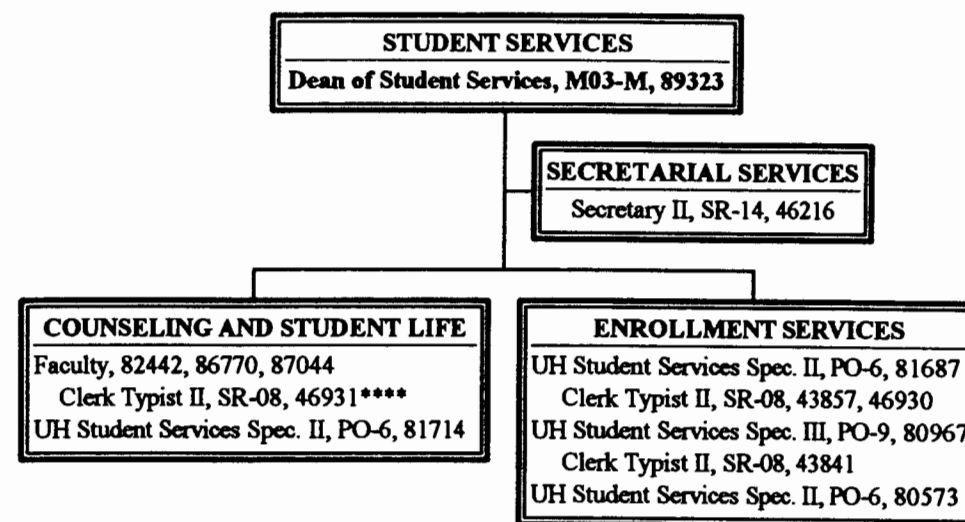 STUDENT SERVICES
Dean of Student Services, M03-M, 89323
SECRETARIAL SERVICES
Secretary II, SR-14, 46216
COUNSELING AND STUDENT LIFE
Faculty, 82442, 86770, 87044
Clerk Typist II, SR-08, 46931****
UH Student Services Spec. II, PO-6, 81714
ENROLLMENT SERVICES
UH Student Services Spec. II, PO-6, 81687
Clerk Typist II, SR-08, 43857, 46930
UH Student Services Spec. III, PO-9, 80967
Clerk Typist II, SR-08, 43841
UH Student Services Spec. II, PO-6, 80573